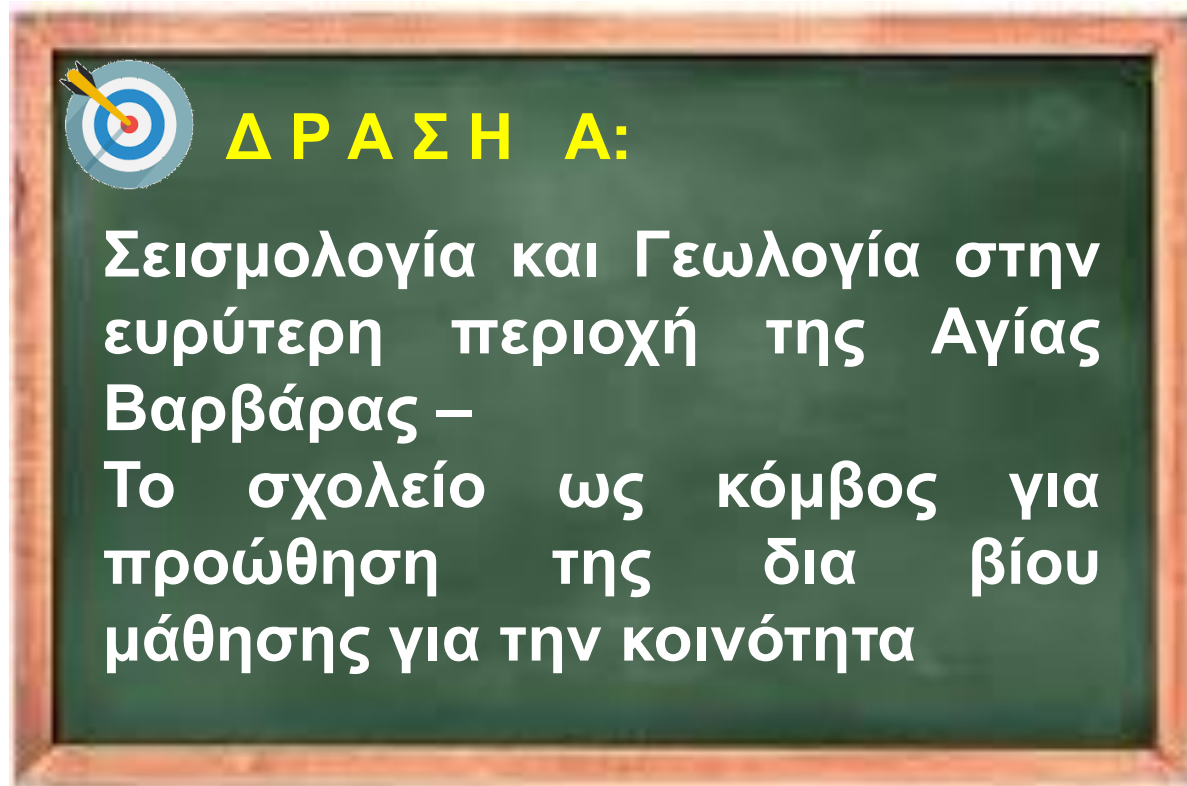 Δ Ρ Α Σ Η Α:
Σεισμολογία και Γεωλογία στην
ευρύτερη περιοχή της Αγίας
Βαρβάρας –
Το σχολείο ως κόμβος για
προώθηση της δια βίου
μάθησης για την κοινότητα